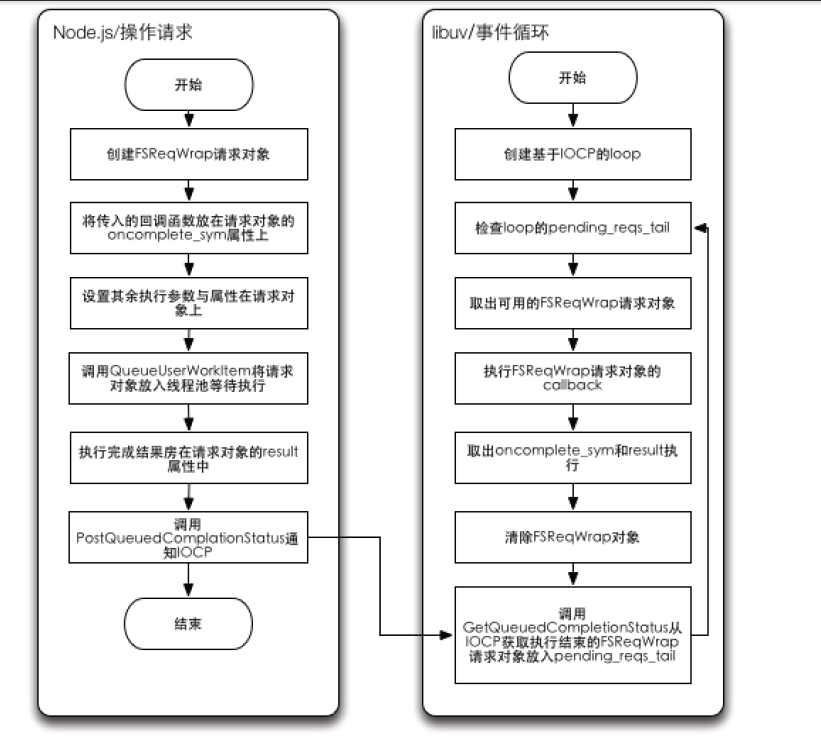 Node.js/操作请求
开始
创建FSReqWrap请求对象
将传入的回调函数放在请求对象的
oncomplete_sym属性上
设置其余执行参数与属性在请求对
象上
调用QueueUserWorkItem将请求
对象放入线程池等待执行
执行完成结果房在请求对象的result
属性中
调用
PostQueuedComplationStatus通
知IOCP
结束
libuv/事件循环
开始
创建基于IOCP的loop
检查loop的pending_reqs_tail
取出可用的FSReqWrap请求对象
执行FSReqWrap请求对象的
callback
取出oncomplete_sym和result执
行
清除FSReqWrap对象
调用
GetQueuedCompletionStatus从
IOCP获取执行结束的FSReqWrap
请求对象放入pending_reqs_tail